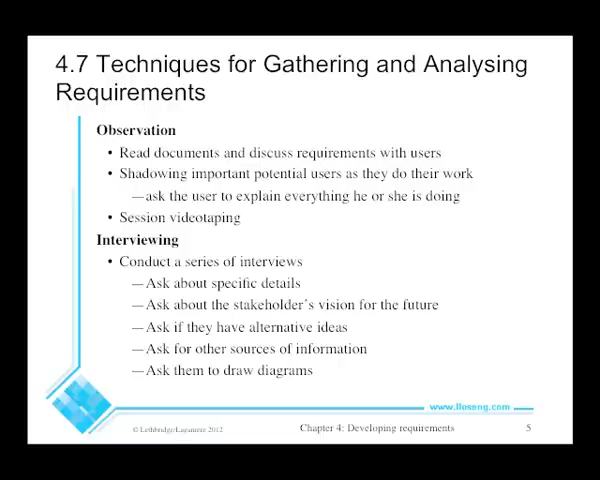 4.7 Techniques for Gathering and Analysing
Requirements
Observation
• Read documents and discuss requirements with users
• Shadowing important potential users as they do their work
—ask the user to explain everything he or she is doing
• Session videotaping
Interviewing
• Conduct a series of interviews
—Ask about specific details
—Ask about the stakeholder's vision for the future
—Ask if they have alternative ideas
—Ask for other sources of information
—Ask them to draw diagrams
www.lloseng.com
© Lethbridge/Laganière 2012
Chapter 4: Developing requirements
5